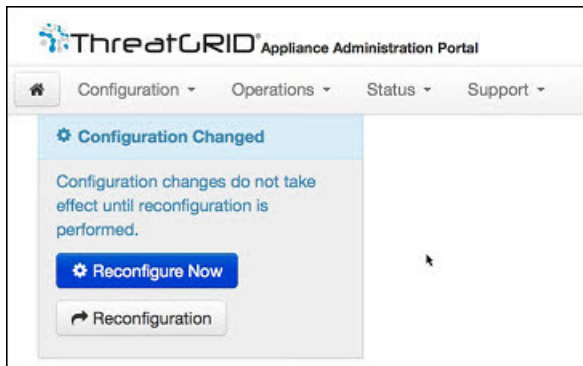 ThreatGRID Appliance Administration Portal
Configuration Operations Status Support
Configuration Changed
Configuration changes do not take
effect until reconfiguration is
performed.
Reconfigure Now
Reconfiguration